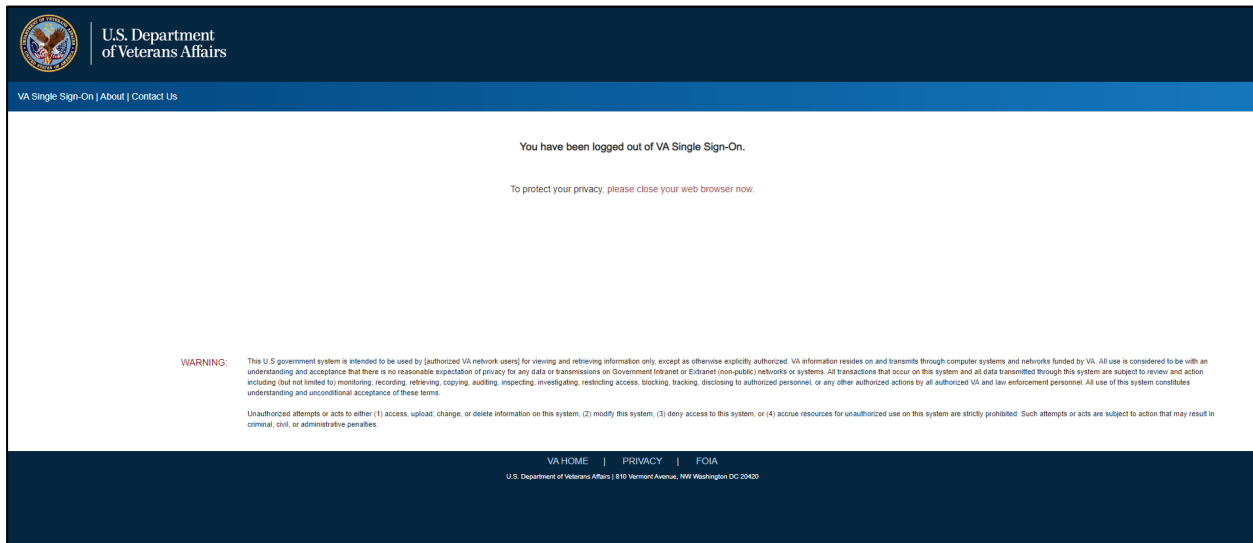 U.S. Department
of Veterans Affairs
VA Single Sign-On | About | Contact Us
You have been logged out of VA Single Sign-On.
To protect your privacy, please close your web browser now.
WARNING:
This U.S government system is intended to be used by [authorized VA network users] for viewing and retrieving information only, except as otherwise explicitly authorized. VA information resides on and transmits through computer systems and networks funded by VA. All use is considered to be with an
understanding and acceptance that there is no reasonable expectation of privacy for any data or transmissions on Government Intranet or Extranet (non-public) networks or systems. All transactions that occur on this system and all data transmitted through this system are subject to review and action
including (but not limited to) monitoring, recording, retrieving, copying, auditing, inspecting, investigating, restricting access, blocking, tracking, disclosing to authorized personnel, or any other authorized actions by all authorized VA and law enforcement personnel. All use of this system constitutes
understanding and unconditional acceptance of these terms.
Unauthorized attempts or acts to either (1) access, upload, change, or delete information on this system, (2) modify this system, (3) deny access to this system, or (4) accrue resources for unauthorized use on this system are strictly prohibited. Such attempts or acts are subject to action that may result in
criminal, civil, or administrative penalties.
VA HOME | PRIVACY | FOIA
U.S. Department of Veterans Affairs | 810 Vermont Avenue, NW Washington DC 20420